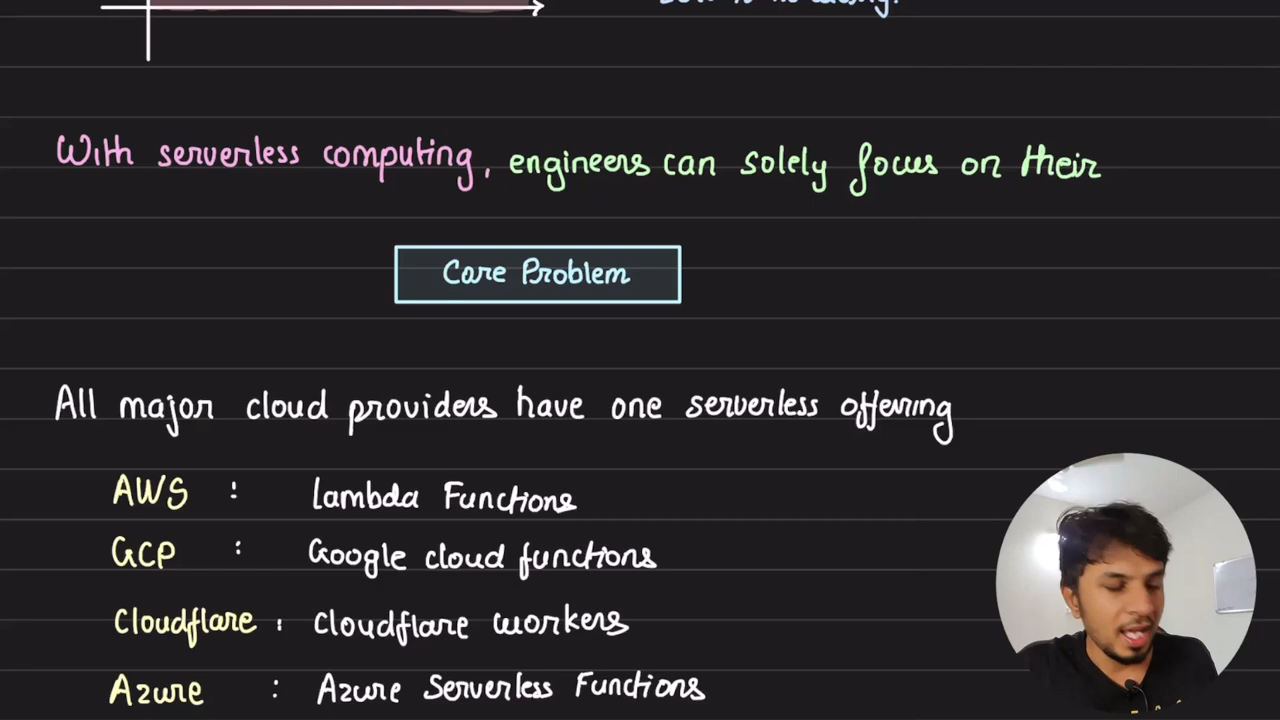 With serverless computing, engineers can solely focus on their
Core Problem
All major cloud providers have one serverless offering
AWS : Lambda Functions
GCP : Google cloud functions
Cloudflare : Cloudflare workers
Azure : Azure Serverless Functions